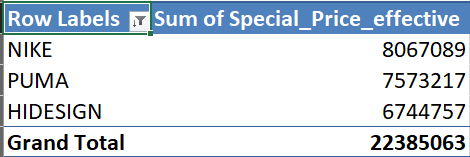 Row Labels Sum of Special_Price_effective
NIKE 8067089
PUMA 7573217
HIDESIGN 6744757
Grand Total 22385063